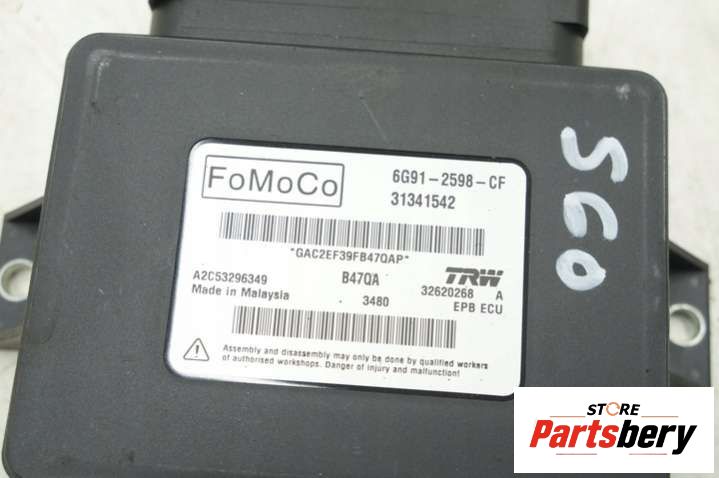 FoMoCo
6G91-2598-CF
31341542
*GAC2EF39FB47QAP*
A2C53296349
B47QA
TRW
Made in Malaysia
3480
32620268 A
EPB ECU
Assembly and disassembly may only be done by qualified workers
of authorised workshops. Danger of injury and malfunction!
S60
STORE
Partsbery